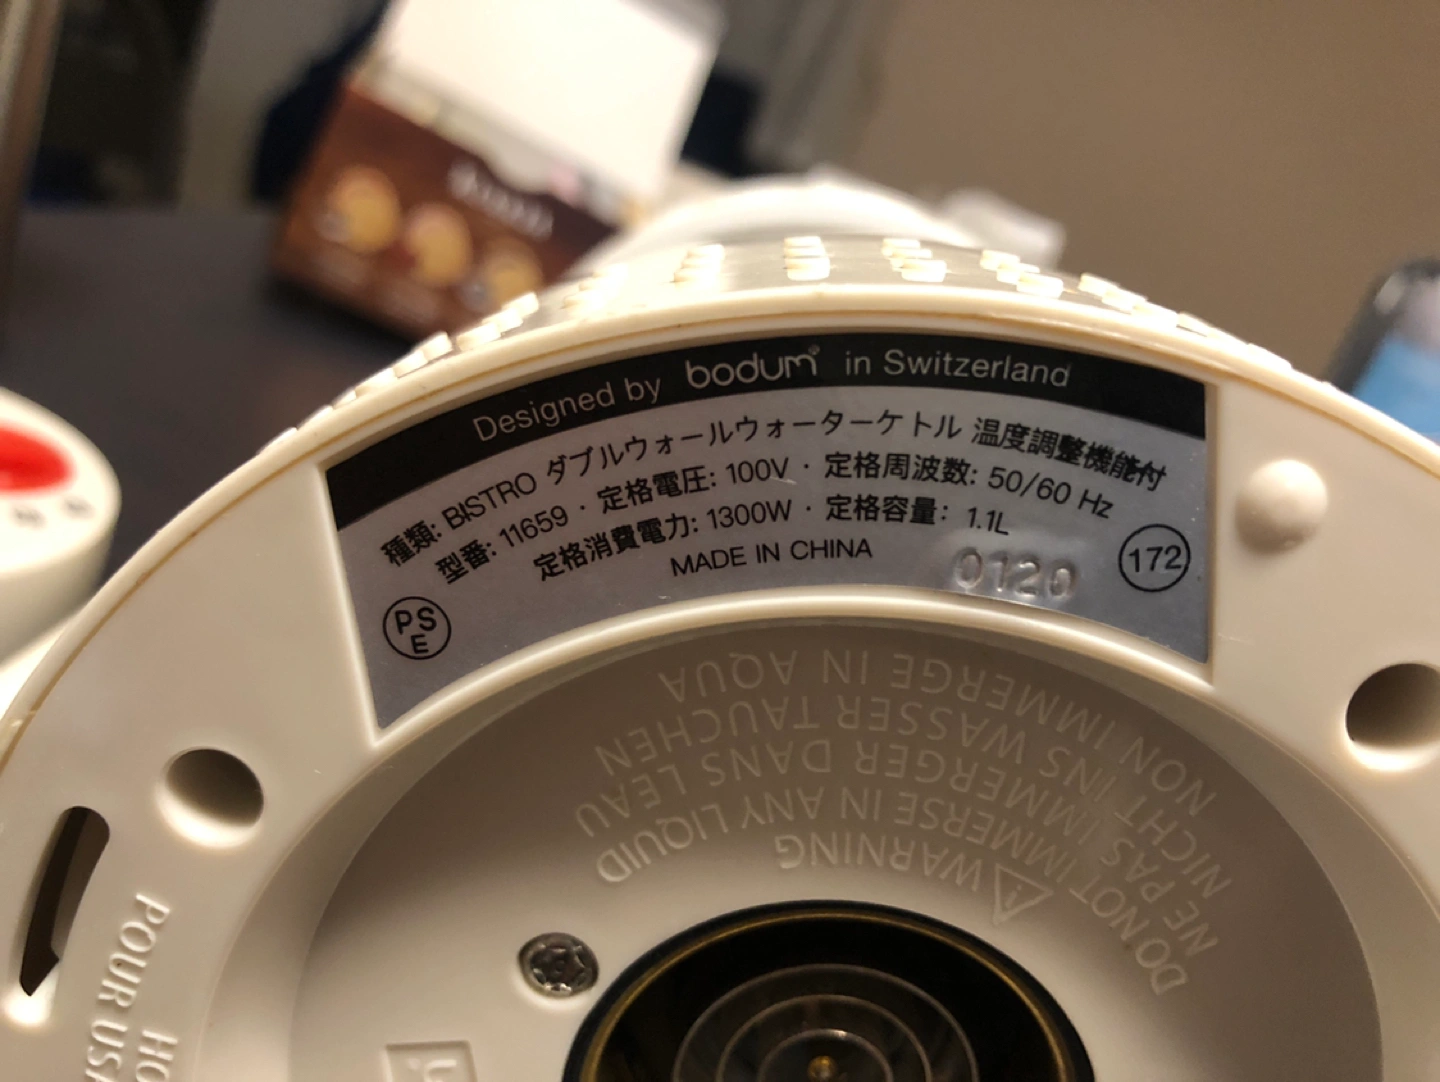 Designed by bodum® in Switzerland
種類: BISTRO ダブルウォールウォーターケトル 温度調整機能付
型番: 11659 · 定格電圧: 100V · 定格周波数: 50/60 Hz
定格消費電力: 1300W · 定格容量: 1.1L
MADE IN CHINA
0120
172
PS
E
WARNING
DO NOT IMMERSE IN ANY LIQUID
NE PAS IMMERGER DANS LEAU
NICHT INS WASSER TAUCHEN
NON IMMERGE IN AQUA
POUR USA
HO